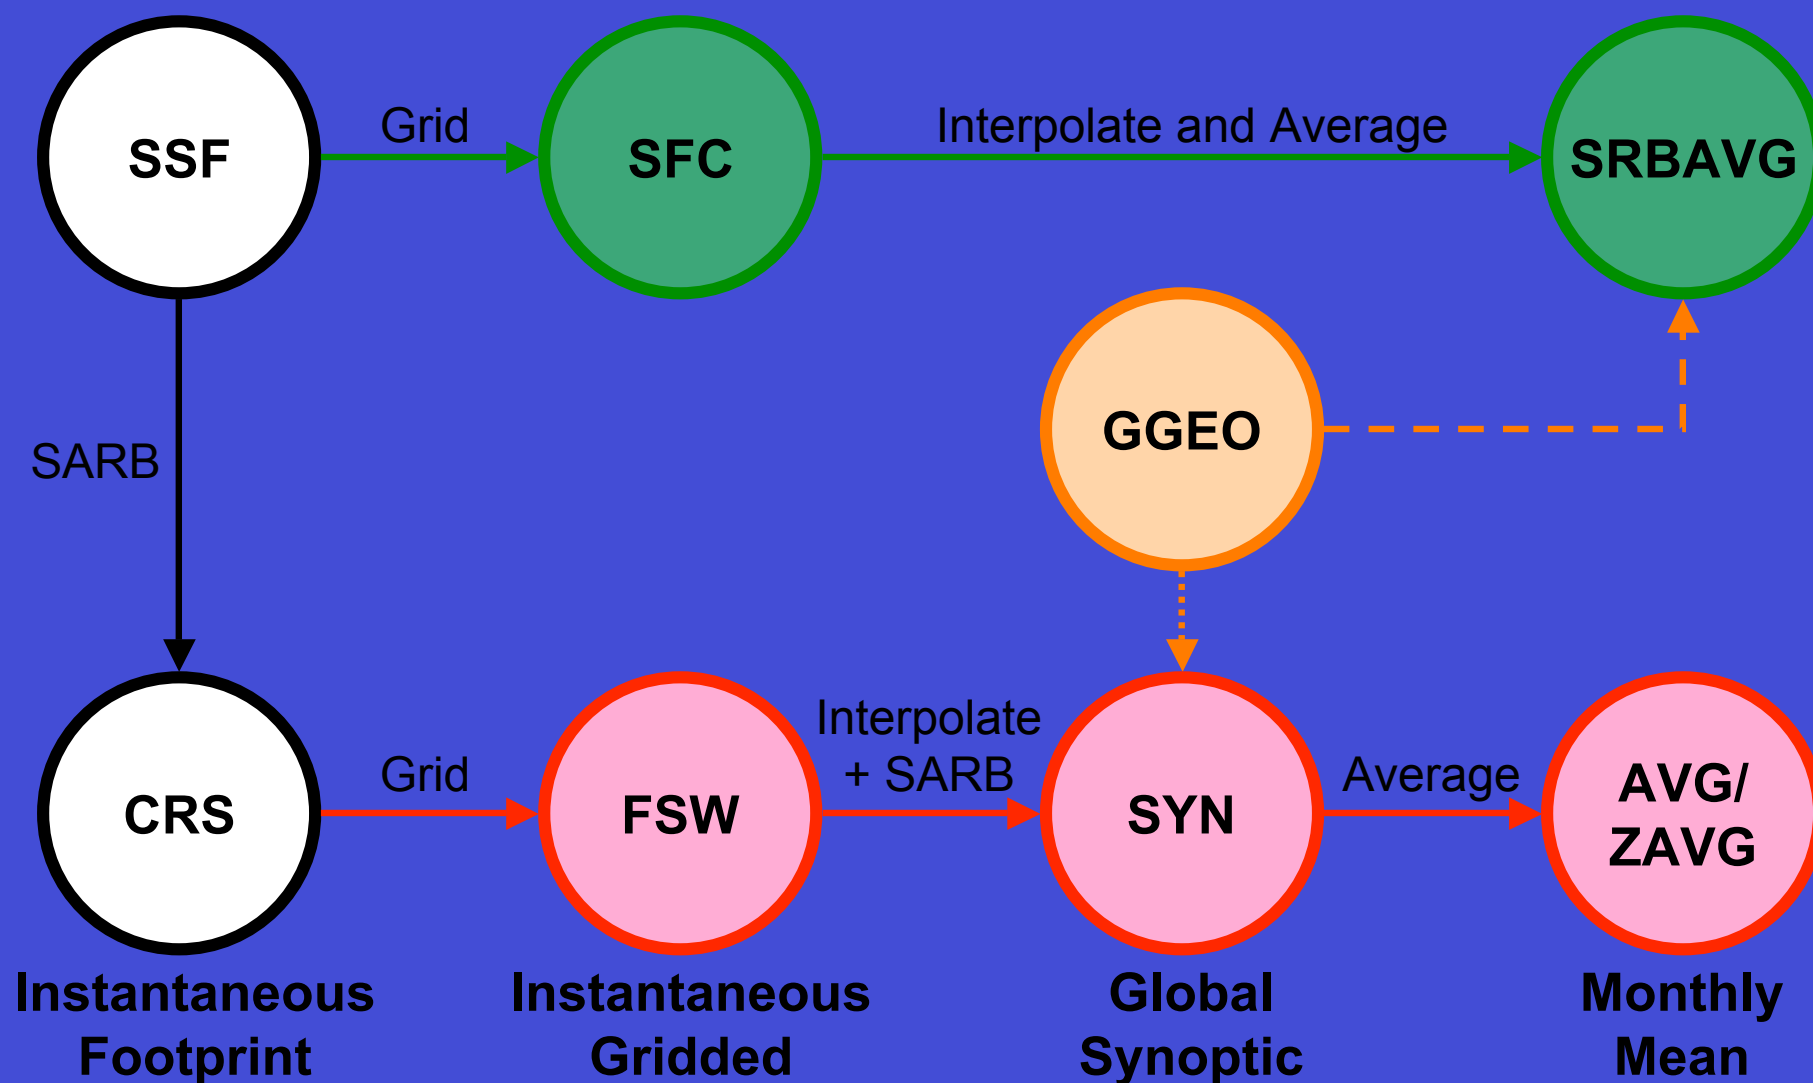 SSF
Grid
SFC
Interpolate and Average
SRBAVG
GGEO
SARB
CRS
Grid
FSW
Interpolate
+ SARB
SYN
Average
AVG/
ZAVG
Instantaneous
Footprint
Instantaneous
Gridded
Global
Synoptic
Monthly
Mean